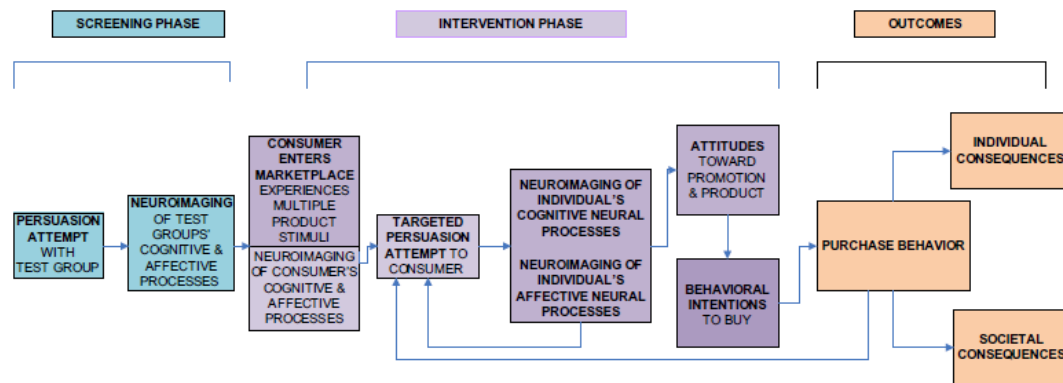 SCREENING PHASE
INTERVENTION PHASE
OUTCOMES
PERSUASION
ATTEMPT
WITH
TEST GROUP
NEUROIMAGING
OF TEST
GROUPS'
COGNITIVE &
AFFECTIVE
PROCESSES
CONSUMER
ENTERS
MARKETPLACE
EXPERIENCES
MULTIPLE
PRODUCT
STIMULI
NEUROIMAGING
OF CONSUMER'S
COGNITIVE &
AFFECTIVE
PROCESSES
TARGETED
PERSUASION
ATTEMPT TO
CONSUMER
NEUROIMAGING OF
INDIVIDUAL'S
COGNITIVE NEURAL
PROCESSES
NEUROIMAGING OF
INDIVIDUAL'S
AFFECTIVE NEURAL
PROCESSES
ATTITUDES
TOWARD
PROMOTION
& PRODUCT
BEHAVIORAL
INTENTIONS
TO BUY
PURCHASE BEHAVIOR
INDIVIDUAL
CONSEQUENCES
SOCIETAL
CONSEQUENCES